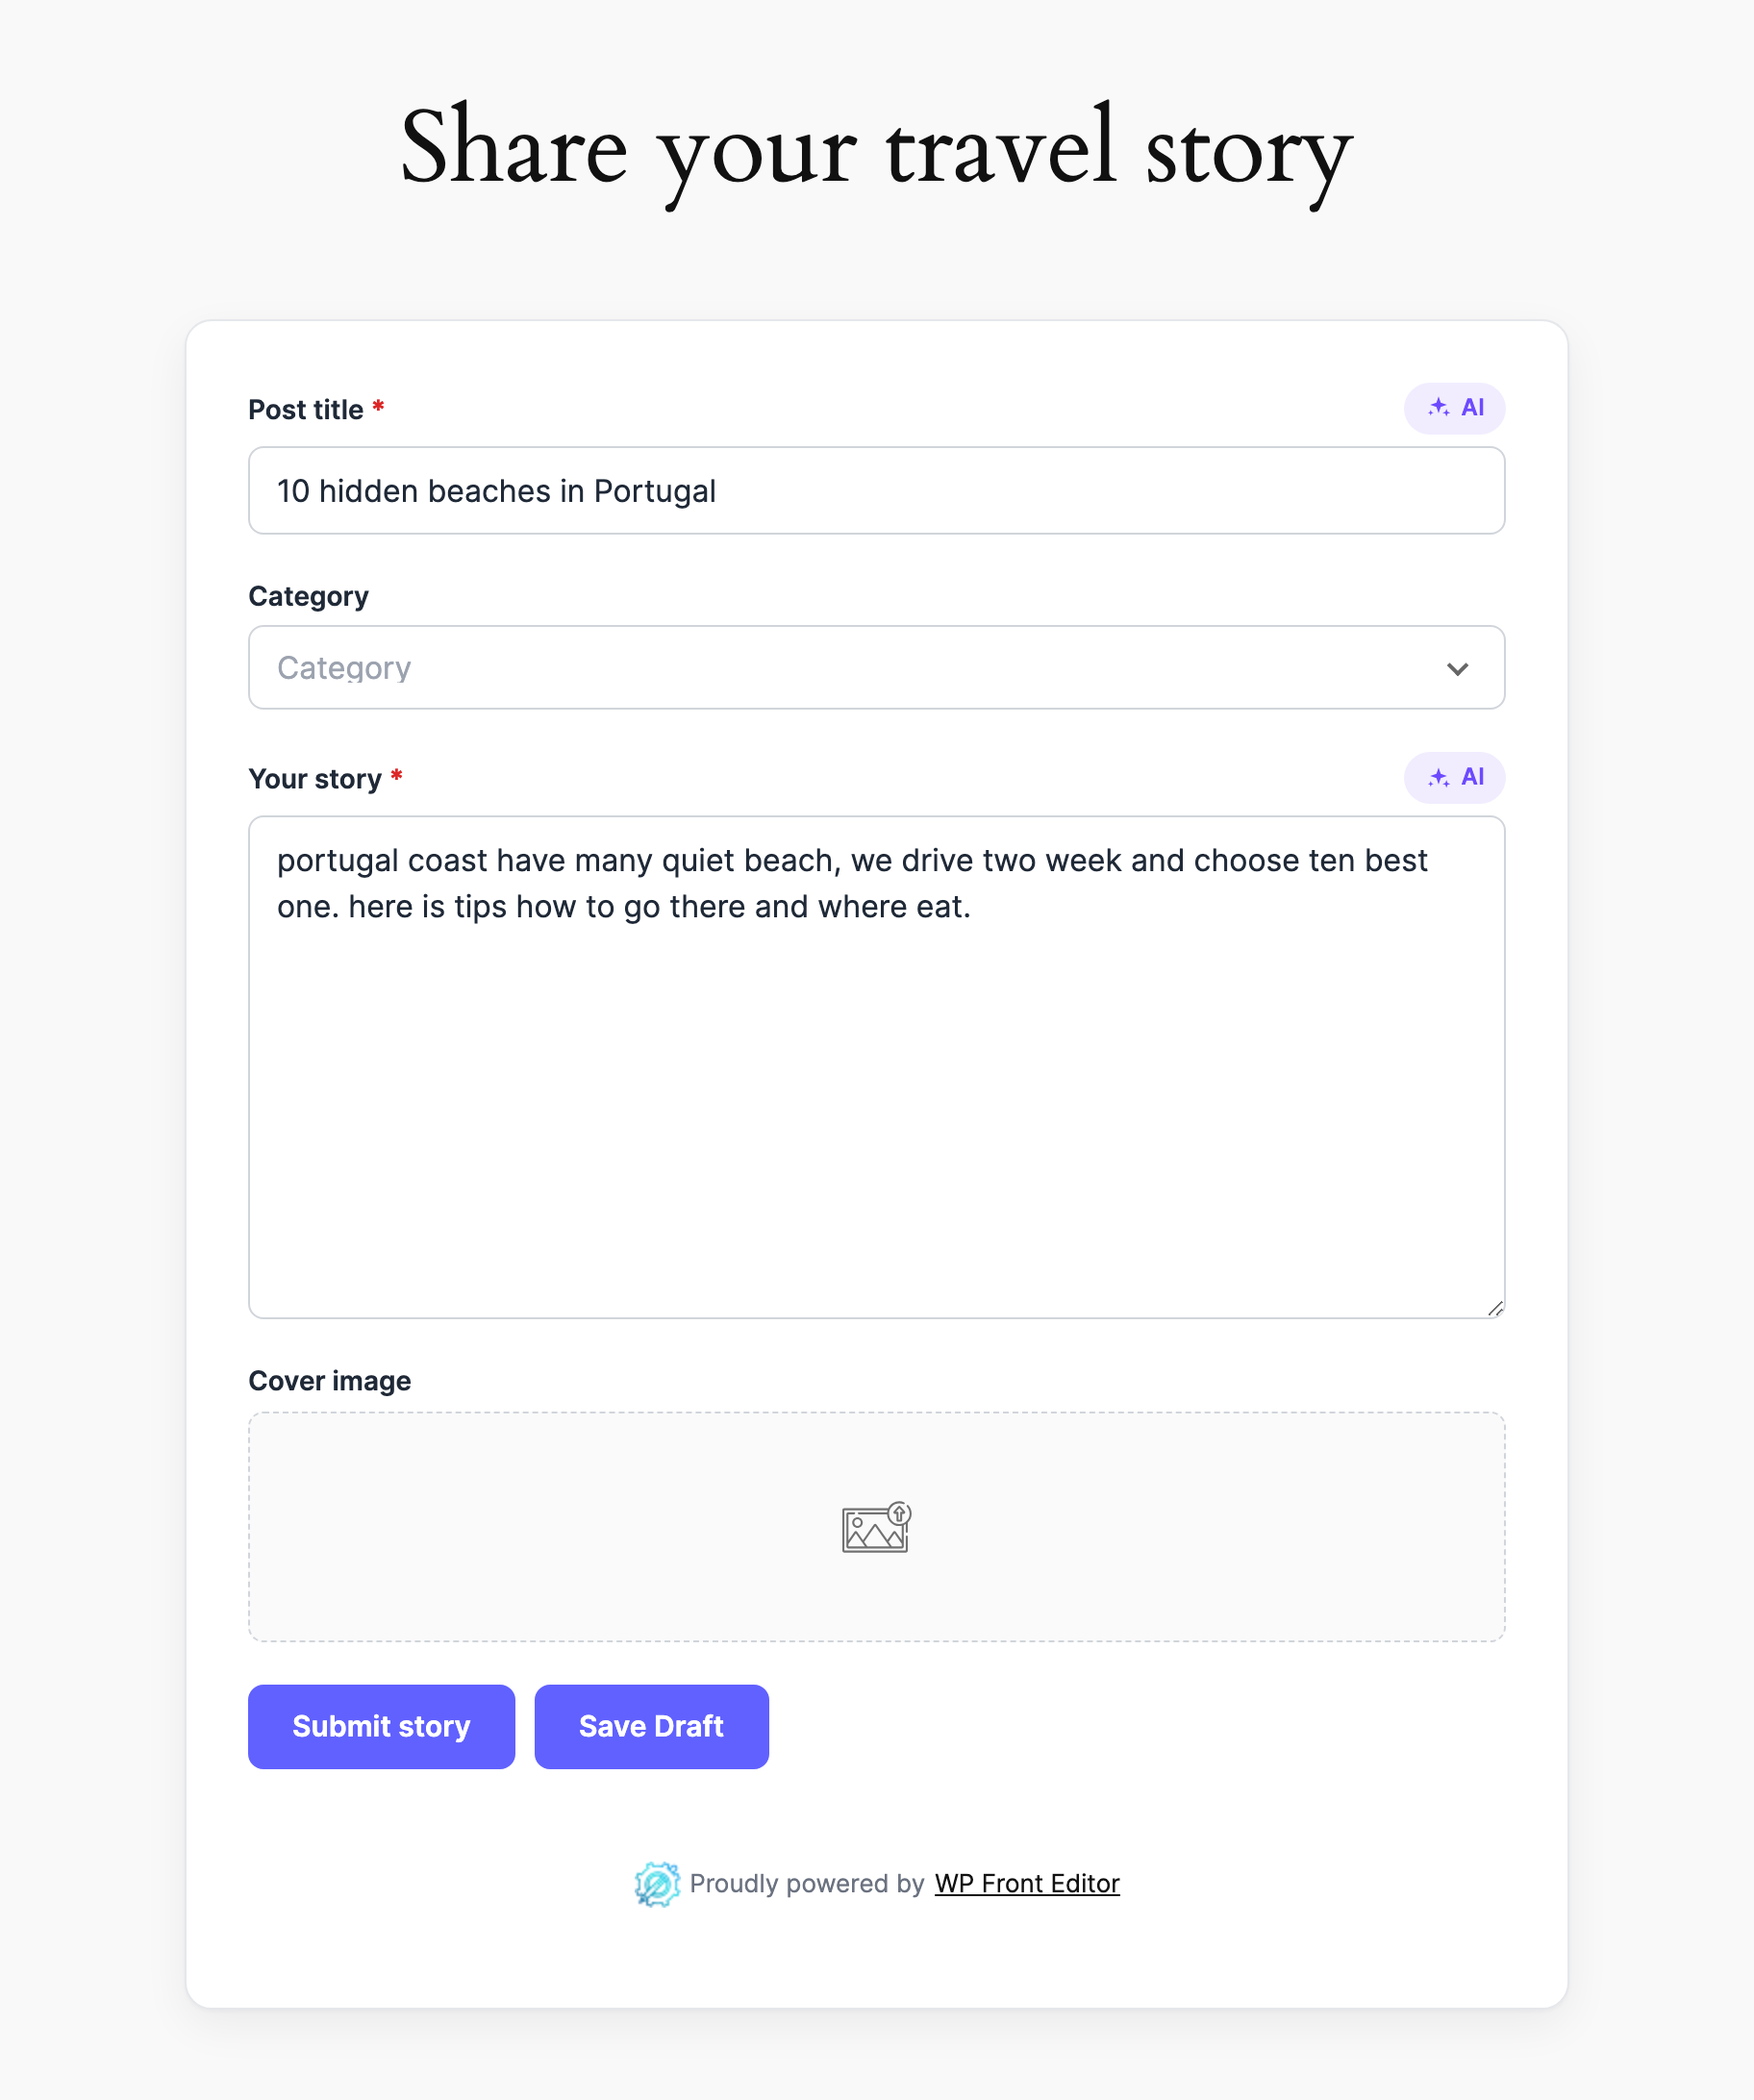 Share your travel story
Post title *
AI
10 hidden beaches in Portugal
Category
Category
Your story *
AI
portugal coast have many quiet beach, we drive two week and choose ten best
one. here is tips how to go there and where eat.
Cover image
Submit story
Save Draft
Proudly powered by WP Front Editor